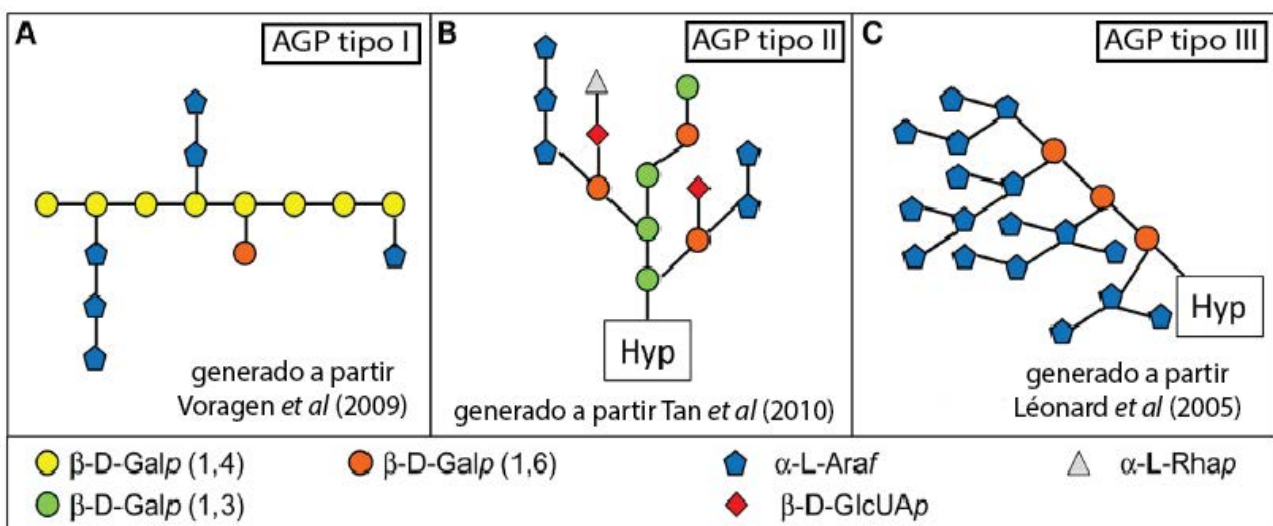 A
AGP tipo I
generado a partir
Voragen et al (2009)
B
AGP tipo II
Hyp
generado a partir Tan et al (2010)
C
AGP tipo III
Hyp
generado a partir
Léonard et al (2005)
β-D-Galp (1,4)
β-D-Galp (1,6)
α-L-Araf
α-L-Rhap
β-D-Galp (1,3)
β-D-GlcUAp